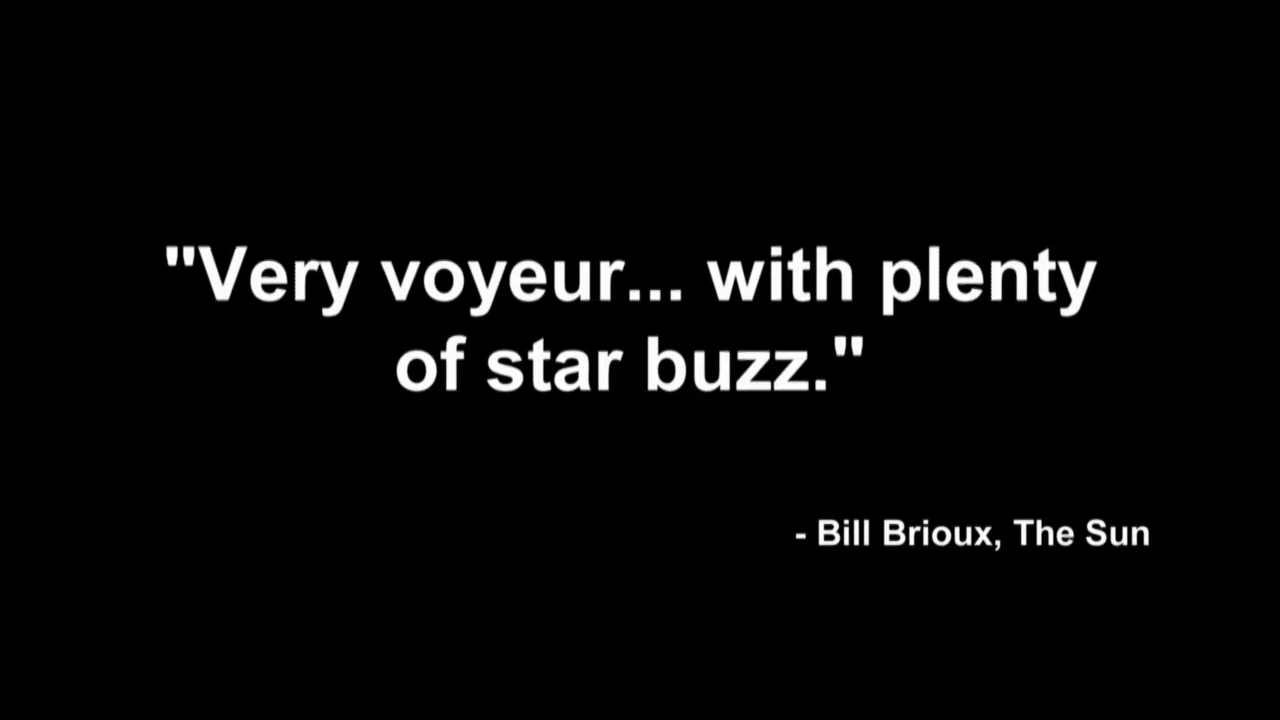 "Very voyeur... with plenty
of star buzz."
- Bill Brioux, The Sun